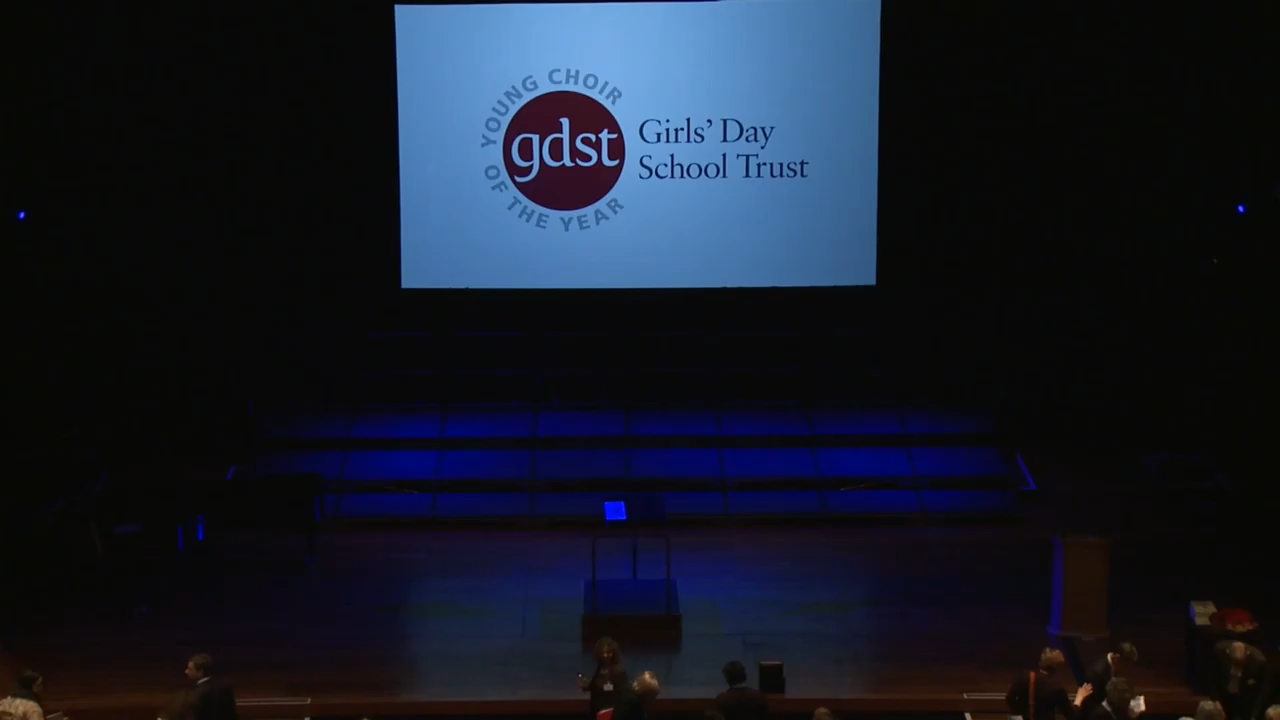 YOUNG CHOIR
OF THE YEAR
gdst
Girls' Day
School Trust